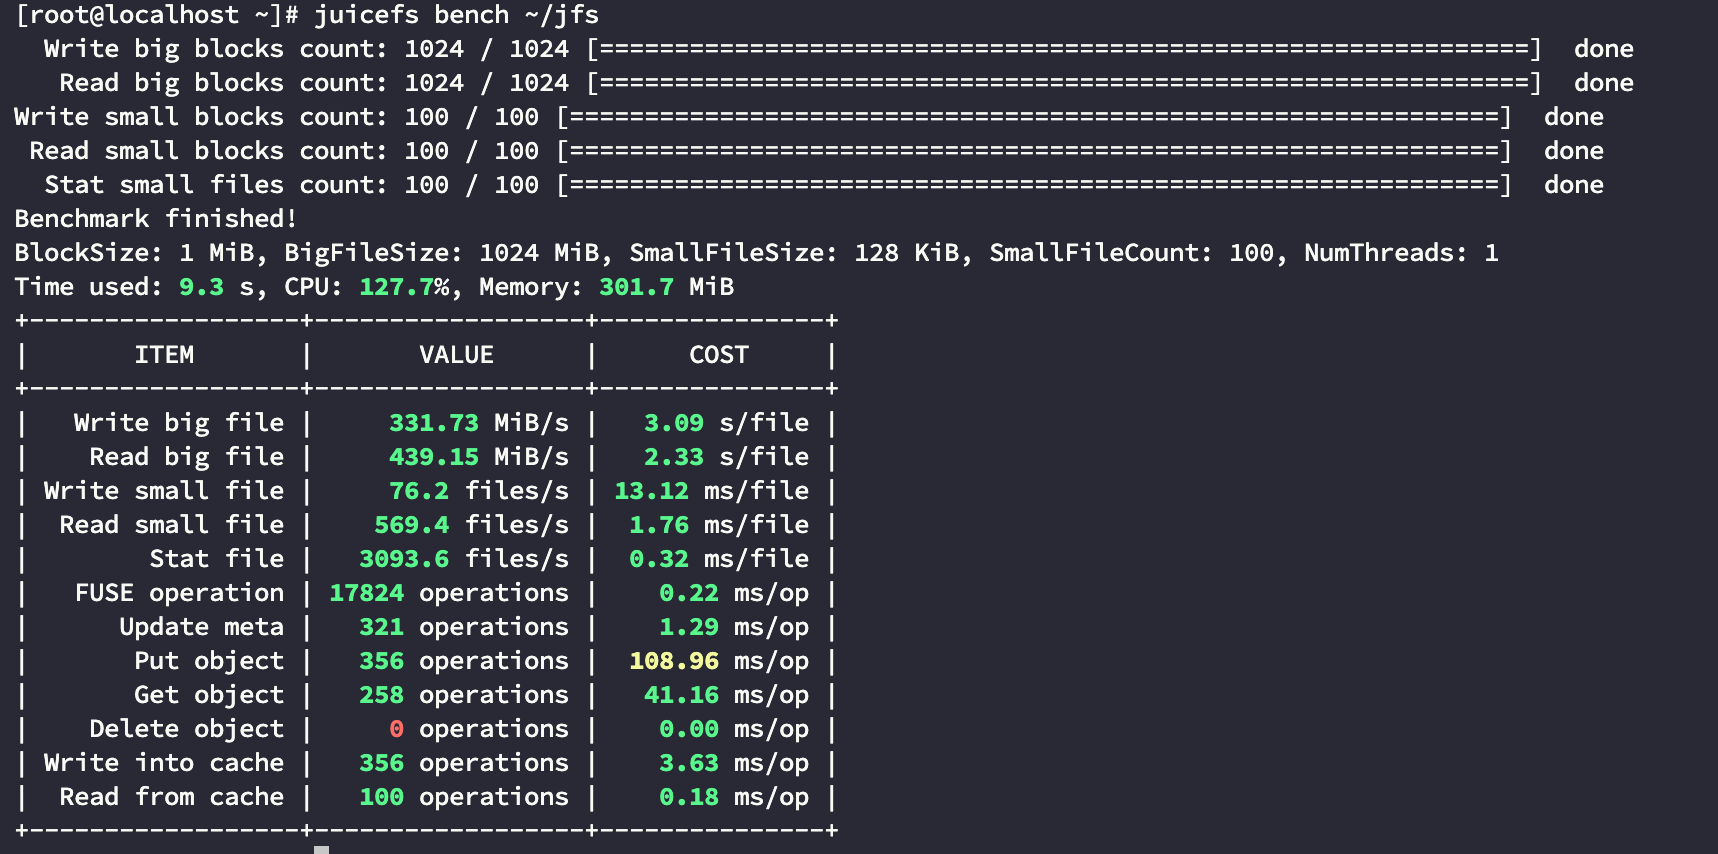 [root@localhost ~]# juicefs bench ~/jfs
  Write big blocks count: 1024 / 1024 [==============================================================]  done
   Read big blocks count: 1024 / 1024 [==============================================================]  done
Write small blocks count: 100 / 100 [==============================================================]  done
 Read small blocks count: 100 / 100 [==============================================================]  done
  Stat small files count: 100 / 100 [==============================================================]  done
Benchmark finished!
BlockSize: 1 MiB, BigFileSize: 1024 MiB, SmallFileSize: 128 KiB, SmallFileCount: 100, NumThreads: 1
Time used: 9.3 s, CPU: 127.7%, Memory: 301.7 MiB
+------------------+------------------+---------------+
|       ITEM       |       VALUE      |      COST     |
+------------------+------------------+---------------+
|   Write big file |     331.73 MiB/s |   3.09 s/file |
|    Read big file |     439.15 MiB/s |   2.33 s/file |
| Write small file |     76.2 files/s | 13.12 ms/file |
|  Read small file |    569.4 files/s |  1.76 ms/file |
|        Stat file |   3093.6 files/s |  0.32 ms/file |
|   FUSE operation | 17824 operations |    0.22 ms/op |
|      Update meta |   321 operations |    1.29 ms/op |
|       Put object |   356 operations |  108.96 ms/op |
|       Get object |   258 operations |   41.16 ms/op |
|    Delete object |     0 operations |    0.00 ms/op |
| Write into cache |   356 operations |    3.63 ms/op |
|  Read from cache |   100 operations |    0.18 ms/op |
+------------------+------------------+---------------+